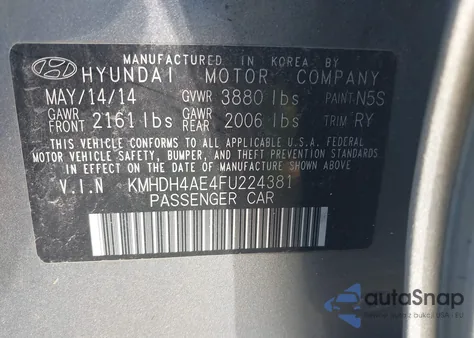 MANUFACTURED IN KOREA BY
HYUNDAI MOTOR COMPANY
MAY/14/14 GVWR 3880 lbs PAINT: N5S
GAWR FRONT 2161 lbs GAWR REAR 2006 lbs TRIM RY
THIS VEHICLE CONFORMS TO ALL APPLICABLE U.S.A. FEDERAL
MOTOR VEHICLE SAFETY, BUMPER, AND THEFT PREVENTION
STANDARDS IN EFFECT ON THE DATE OF MANUFACTURE SHOWN ABOVE.
V.I.N KMHDH4AE4FU224381
PASSENGER CAR
autoSnap